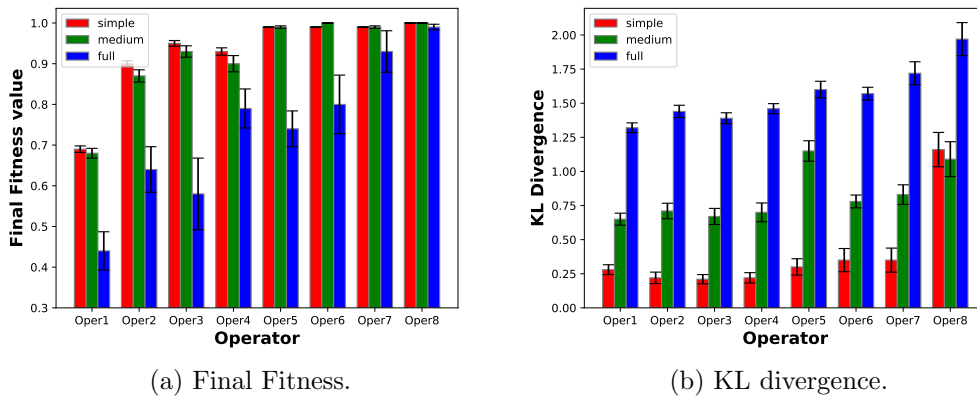 simple
medium
full
1.0
0.9
0.8
0.7
0.6
0.5
0.4
0.3
Final Fitness value
Oper1 Oper2 Oper3 Oper4 Oper5 Oper6 Oper7 Oper8
Operator
(a) Final Fitness.
simple
medium
full
2.00
1.75
1.50
1.25
1.00
0.75
0.50
0.25
0.00
KL Divergence
Oper1 Oper2 Oper3 Oper4 Oper5 Oper6 Oper7 Oper8
Operator
(b) KL divergence.